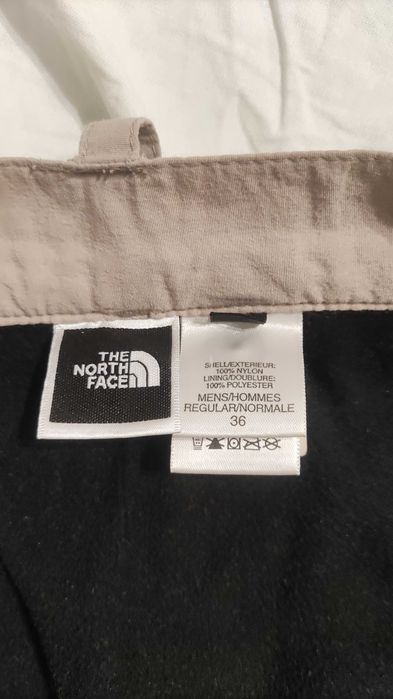 THE
NORTH
FACE
SHELL/EXTERIEUR:
100% NYLON
LINING/DOUBLURE:
100% POLYESTER
MENS/HOMMES
REGULAR/NORMALE
36